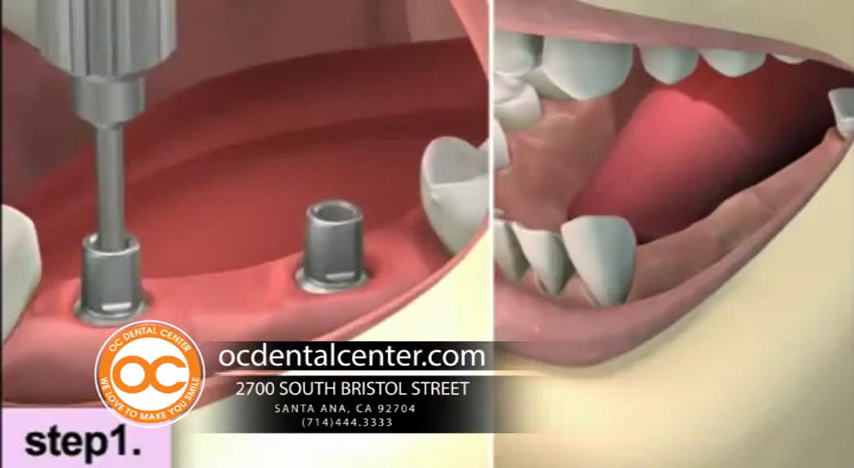 OC DENTAL CENTER
OC
WE LOVE TO MAKE YOU SMILE
ocdentalcenter.com
2700 SOUTH BRISTOL STREET
SANTA ANA, CA 92704
(714)444.3333
step1.